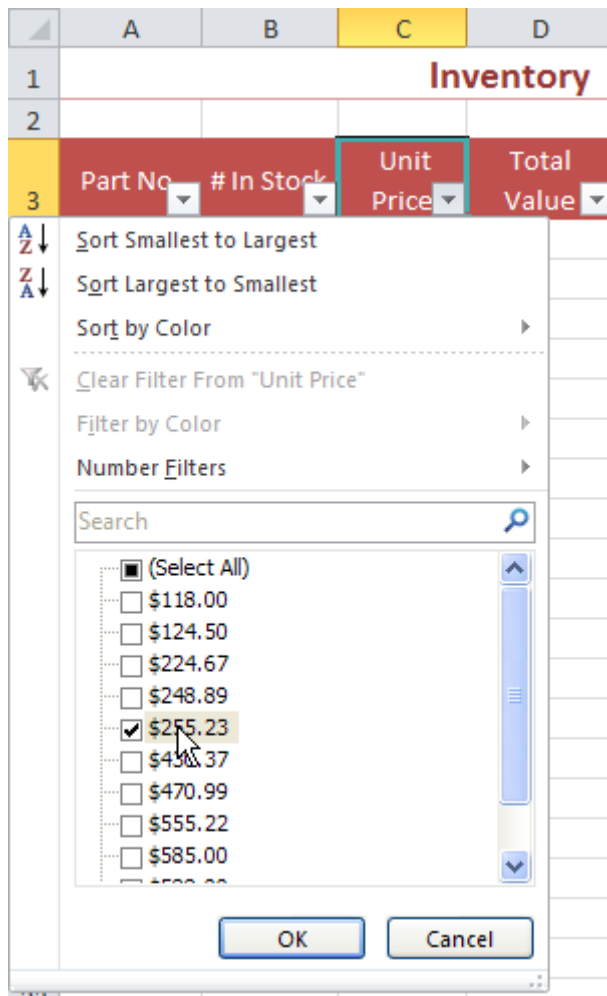 A B C D
1 Inventory
2
3 Part No # In Stock Unit Price Total Value
Sort Smallest to Largest
Sort Largest to Smallest
Sort by Color
Clear Filter From "Unit Price"
Filter by Color
Number Filters
Search
(Select All)
$118.00
$124.50
$224.67
$248.89
$255.23
$470.99
$555.22
$585.00
OK Cancel